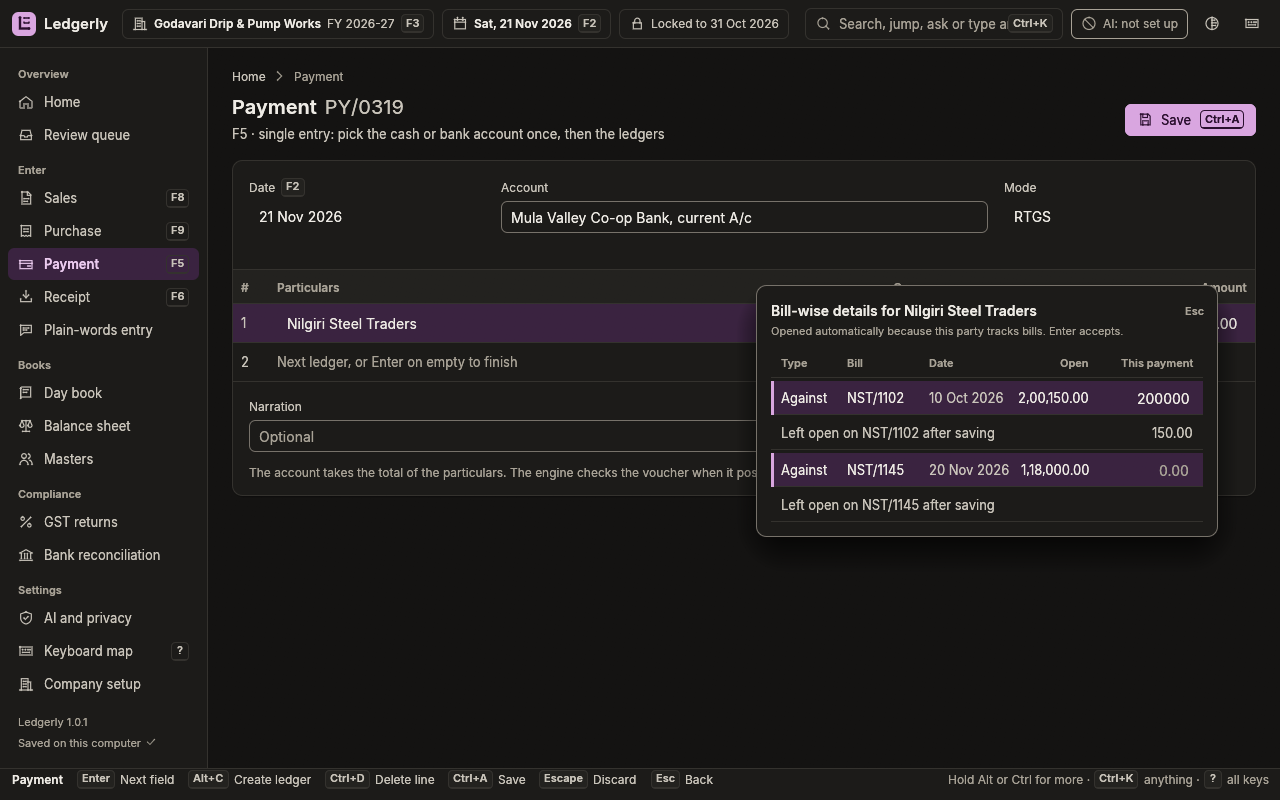 Ledgerly
Godavari Drip & Pump Works FY 2026-27 F3
Sat, 21 Nov 2026 F2
Locked to 31 Oct 2026
Search, jump, ask or type a Ctrl+K
AI: not set up
Overview
Home
Review queue
Enter
Sales F8
Purchase F9
Payment F5
Receipt F6
Plain-words entry
Books
Day book
Balance sheet
Masters
Compliance
GST returns
Bank reconciliation
Settings
AI and privacy
Keyboard map ?
Company setup
Ledgerly 1.0.1
Saved on this computer
Home Payment
Payment PY/0319
F5 · single entry: pick the cash or bank account once, then the ledgers
Save Ctrl+A
Date F2 Account Mode
21 Nov 2026 Mula Valley Co-op Bank, current A/c RTGS
# Particulars
1 Nilgiri Steel Traders .00
2 Next ledger, or Enter on empty to finish
Narration
Optional
The account takes the total of the particulars. The engine checks the voucher when it
Bill-wise details for Nilgiri Steel Traders Esc
Opened automatically because this party tracks bills. Enter accepts.
Type Bill Date Open This payment
Against NST/1102 10 Oct 2026 2,00,150.00 200000
Left open on NST/1102 after saving 150.00
Against NST/1145 20 Nov 2026 1,18,000.00 0.00
Left open on NST/1145 after saving
Payment Enter Next field Alt+C Create ledger Ctrl+D Delete line Ctrl+A Save Escape Discard Esc Back
Hold Alt or Ctrl for more · Ctrl+K anything · ? all keys